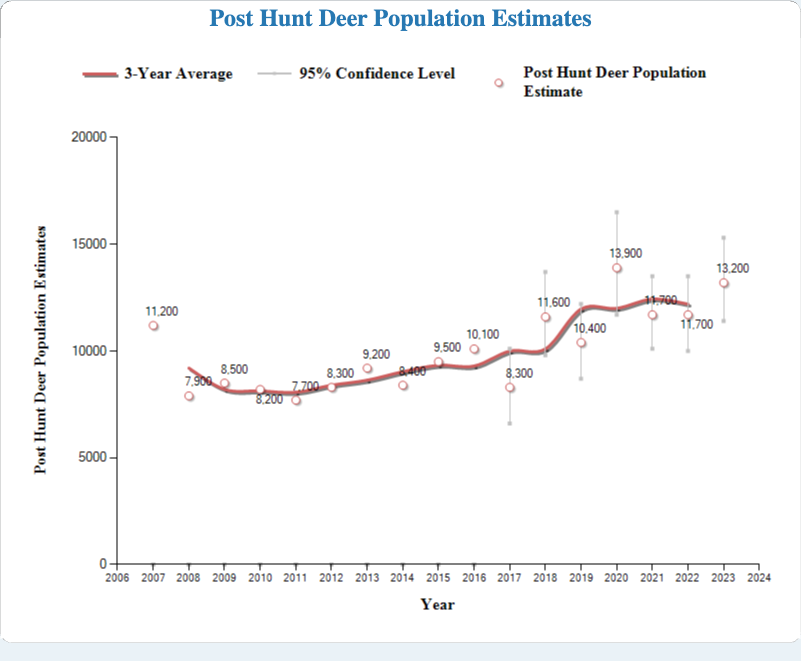 Post Hunt Deer Population Estimates
3-Year Average
95% Confidence Level
Post Hunt Deer Population
Estimate
Post Hunt Deer Population Estimates
20000
15000
10000
5000
0
11,200
7,900
8,500
8,200
7,700
8,300
9,200
8,400
9,500
10,100
8,300
11,600
10,400
13,900
11,700
11,700
13,200
2006 2007 2008 2009 2010 2011 2012 2013 2014 2015 2016 2017 2018 2019 2020 2021 2022 2023 2024
Year